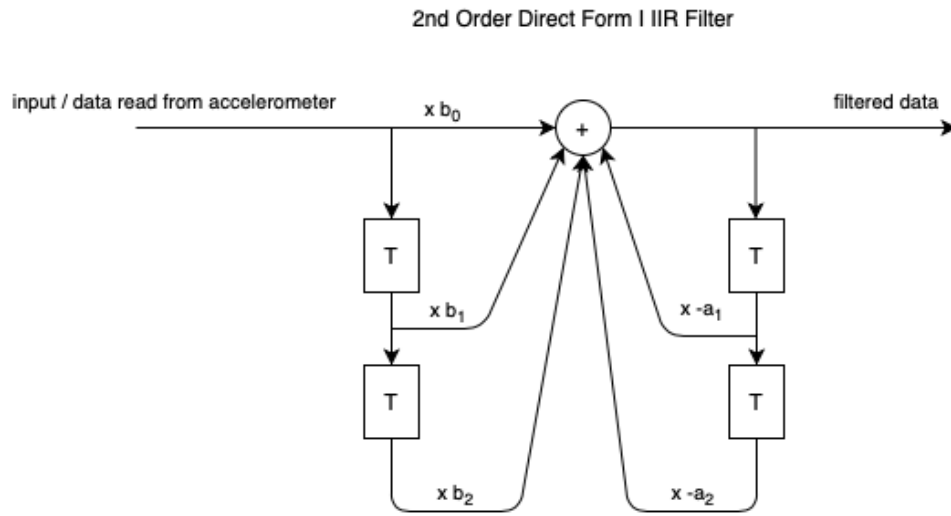 2nd Order Direct Form I IIR Filter
input / data read from accelerometer
x b₀
+
filtered data
T
T
x b₁
x -a₁
T
T
x b₂
x -a₂